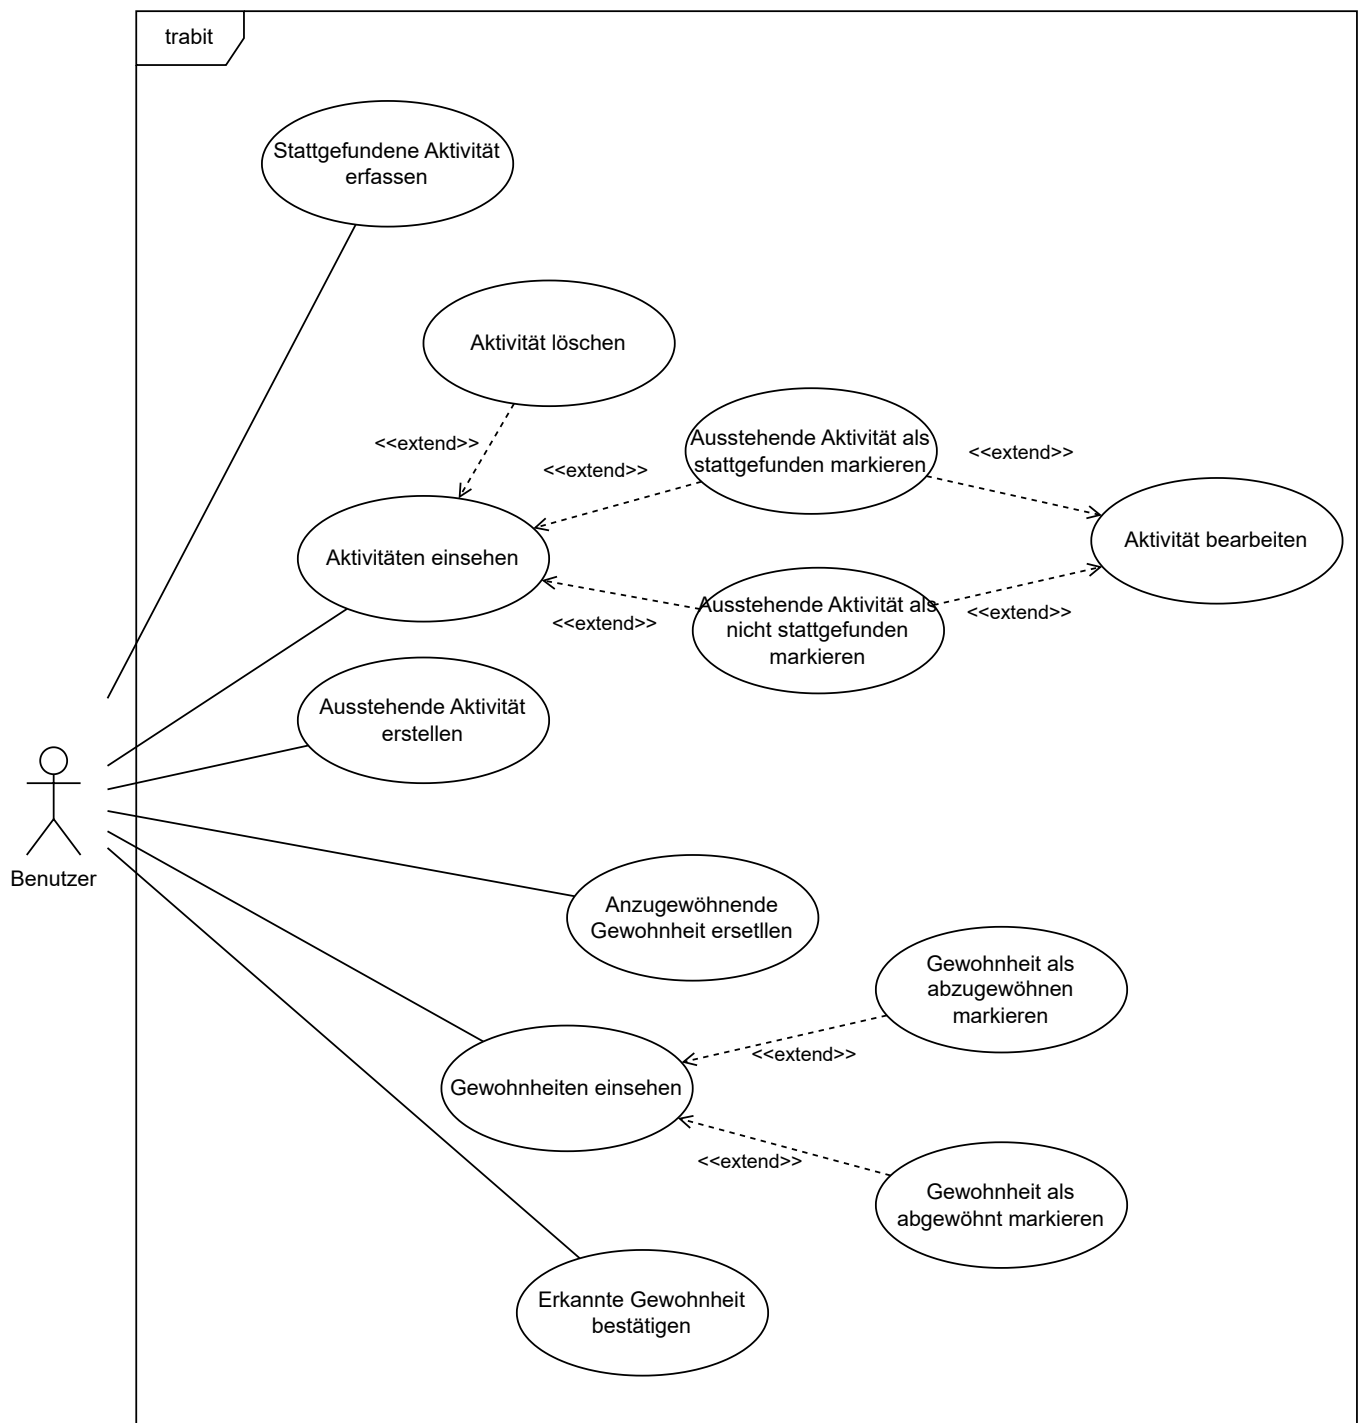 trabit
Stattgefundene Aktivität
erfassen
Aktivität löschen
<<extend>>
<<extend>>
Ausstehende Aktivität als
stattgefunden markieren
<<extend>>
Aktivität bearbeiten
Aktivitäten einsehen
<<extend>>
Ausstehende Aktivität als
nicht stattgefunden
markieren
<<extend>>
Ausstehende Aktivität
erstellen
Benutzer
Anzugewöhnende
Gewohnheit ersetllen
Gewohnheit als
abzugewöhnen
markieren
<<extend>>
Gewohnheiten einsehen
<<extend>>
Gewohnheit als
abgewöhnt markieren
Erkannte Gewohnheit
bestätigen